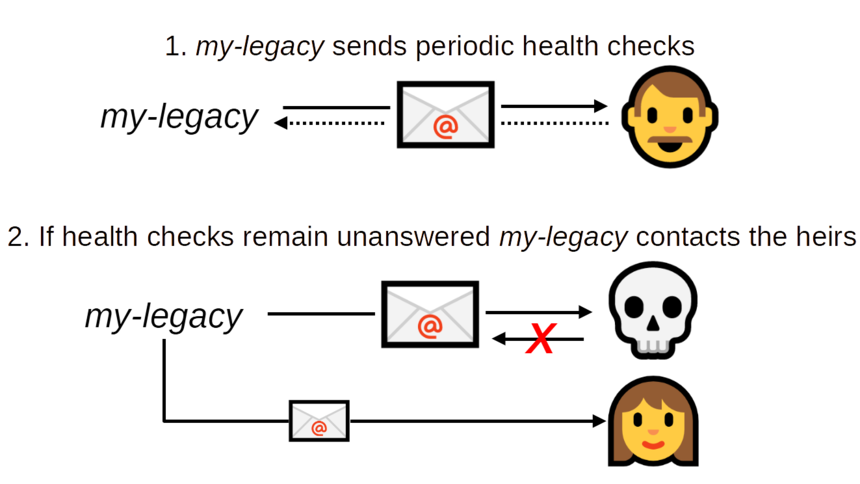 1. my-legacy sends periodic health checks
my-legacy
@
2. If health checks remain unanswered my-legacy contacts the heirs
my-legacy
@
X
@